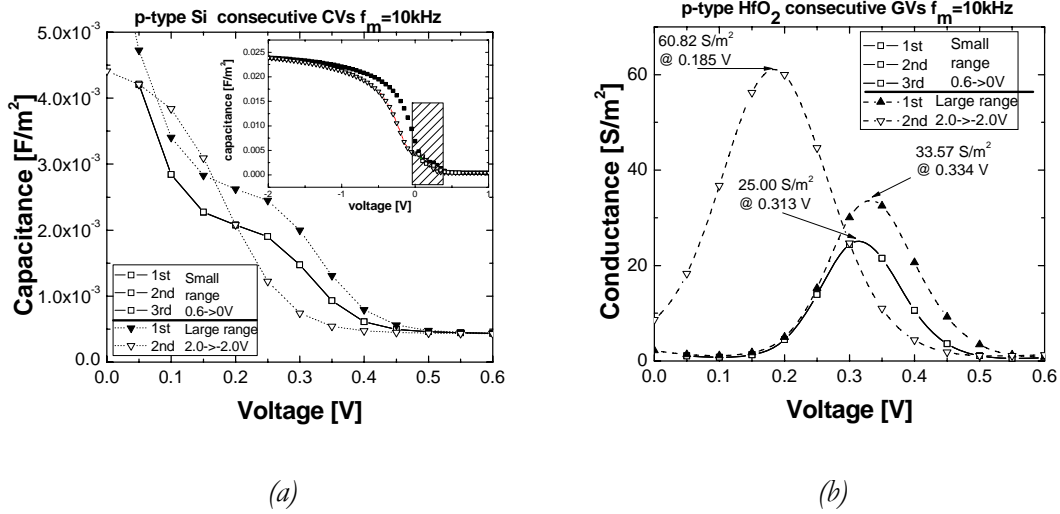 p-type Si consecutive CVs f_m=10kHz
5.0x10⁻³
4.0x10⁻³
3.0x10⁻³
2.0x10⁻³
1.0x10⁻³
0.0
Capacitance [F/m²]
0.0 0.1 0.2 0.3 0.4 0.5 0.6
Voltage [V]
0.025
0.020
0.015
0.010
0.005
0.000
capacitance [F/m²]
-2 -1 0 1
voltage [V]
1st Small
2nd range
3rd 0.6->0V
1st Large range
2nd 2.0->-2.0V
(a)
p-type HfO₂ consecutive GVs f_m=10kHz
60.82 S/m²
@ 0.185 V
1st Small
2nd range
3rd 0.6->0V
1st Large range
2nd 2.0->-2.0V
33.57 S/m²
@ 0.334 V
25.00 S/m²
@ 0.313 V
60
40
20
0
Conductance [S/m²]
0.0 0.1 0.2 0.3 0.4 0.5 0.6
Voltage [V]
(b)